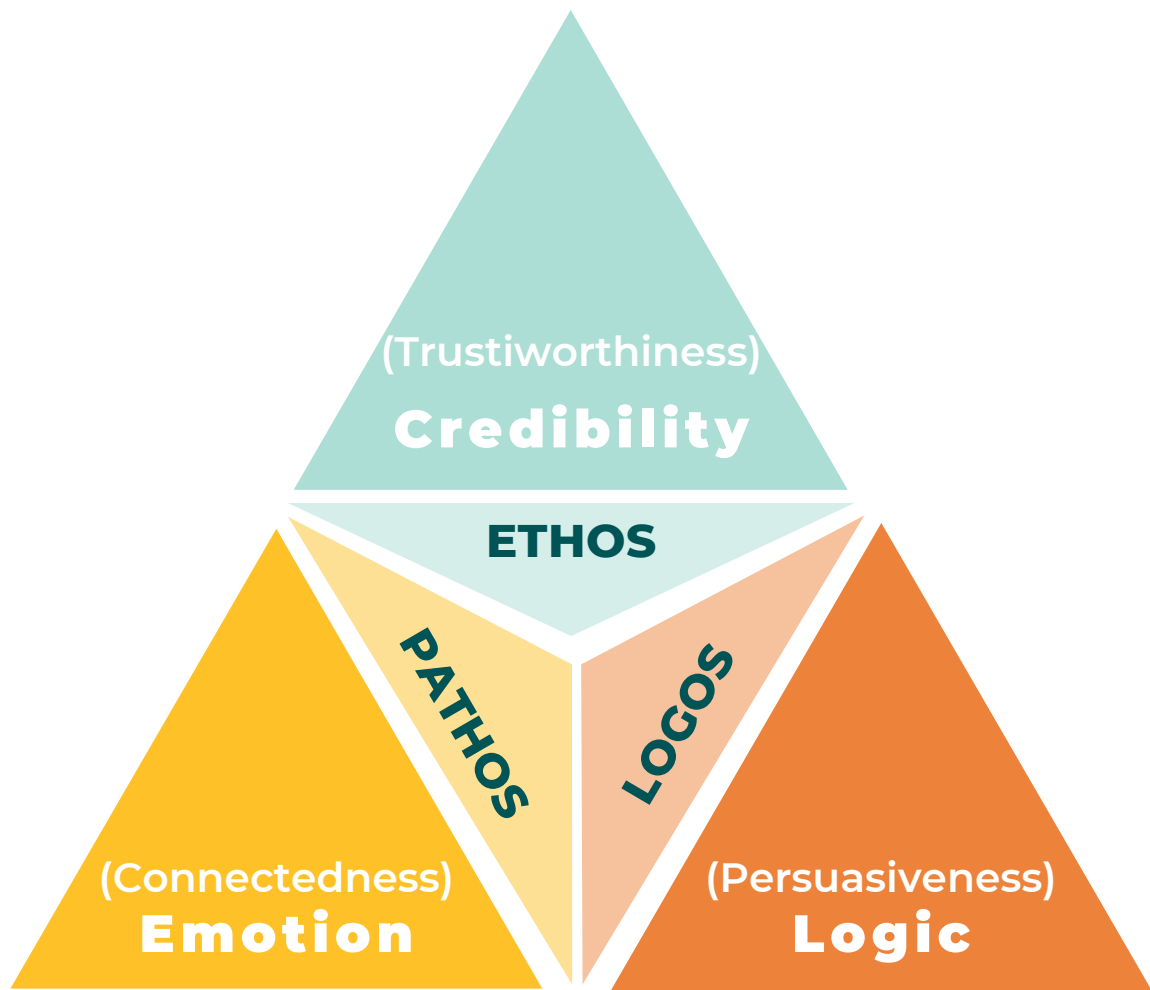 (Trustiworthiness)
Credibility
ETHOS
PATHOS
LOGOS
(Connectedness)
Emotion
(Persuasiveness)
Logic